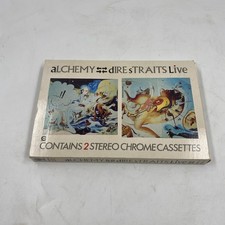 aLCHEMY dIRE sTRAITS Live
CONTAINS 2 STEREO CHROME CASSETTES